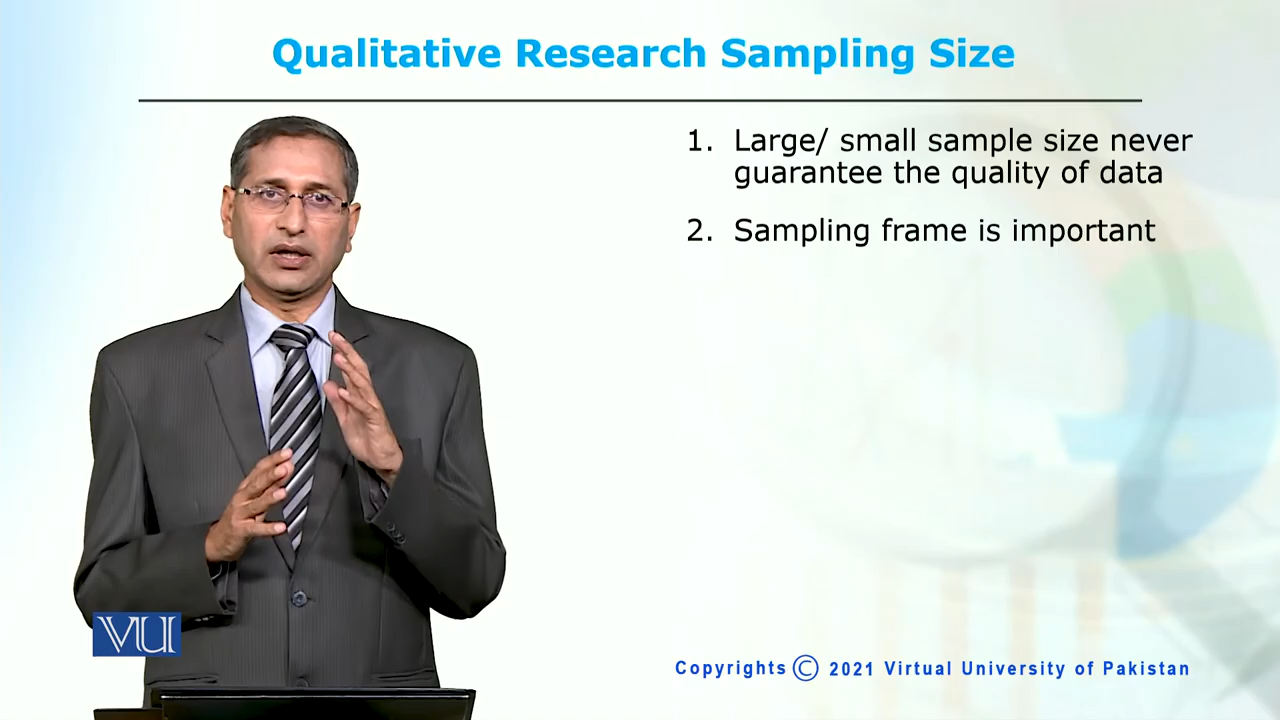 Qualitative Research Sampling Size
1. Large/ small sample size never
guarantee the quality of data
2. Sampling frame is important
VU
Copyrights © 2021 Virtual University of Pakistan